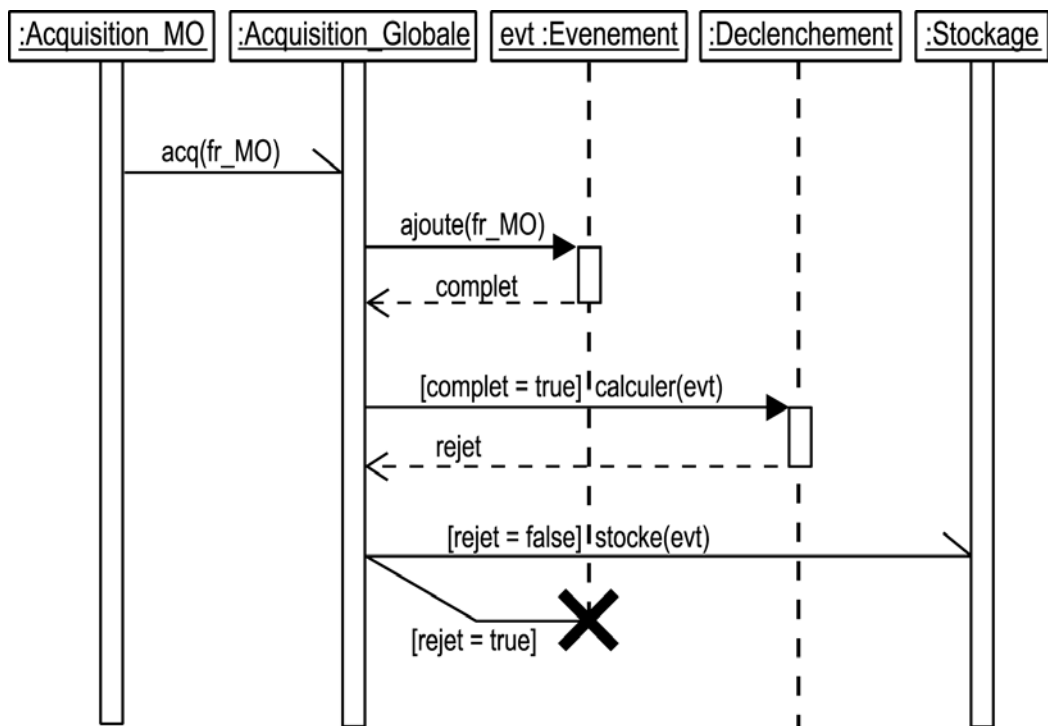 :Acquisition_MO
:Acquisition_Globale
evt :Evenement
:Declenchement
:Stockage
acq(fr_MO)
ajoute(fr_MO)
complet
[complet = true] calculer(evt)
rejet
[rejet = false] stocke(evt)
[rejet = true]